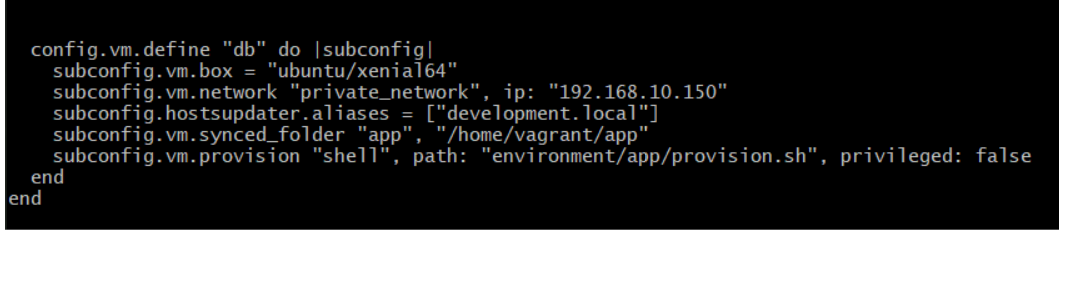 config.vm.define "db" do |subconfig|
subconfig.vm.box = "ubuntu/xenial64"
subconfig.vm.network "private_network", ip: "192.168.10.150"
subconfig.hostsupdater.aliases = ["development.local"]
subconfig.vm.synced_folder "app", "/home/vagrant/app"
subconfig.vm.provision "shell", path: "environment/app/provision.sh", privileged: false
end
end